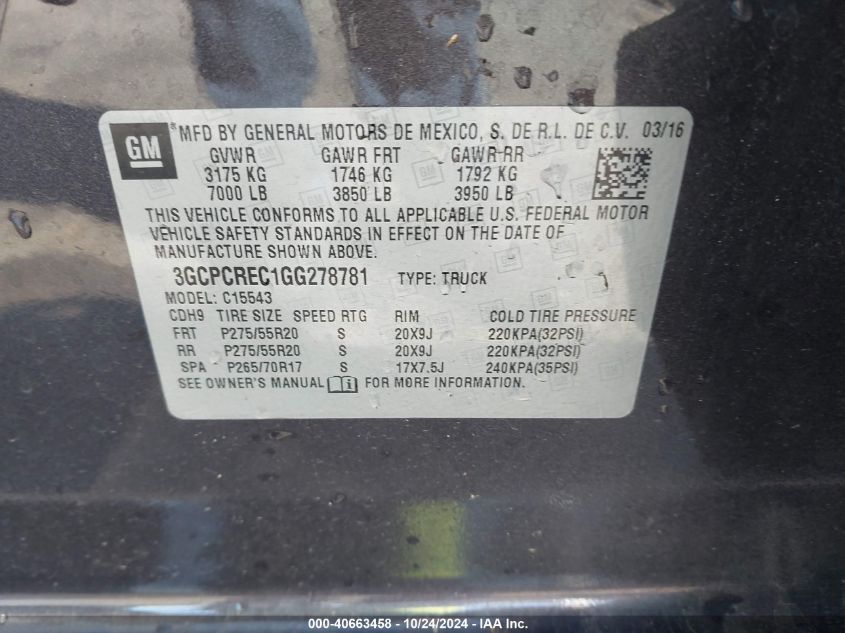 GM MFD BY GENERAL MOTORS DE MEXICO, S. DE R.L. DE C.V. 03/16
GVWR GAWR FRT GAWR RR
3175 KG 1746 KG 1792 KG
7000 LB 3850 LB 3950 LB
THIS VEHICLE CONFORMS TO ALL APPLICABLE U.S. FEDERAL MOTOR
VEHICLE SAFETY STANDARDS IN EFFECT ON THE DATE OF
MANUFACTURE SHOWN ABOVE.
3GCPCREC1GG278781 TYPE: TRUCK
MODEL: C15543
CDH9 TIRE SIZE SPEED RTG RIM COLD TIRE PRESSURE
FRT P275/55R20 S 20X9J 220KPA(32PSI)
RR P275/55R20 S 20X9J 220KPA(32PSI)
SPA P265/70R17 S 17X7.5J 240KPA(35PSI)
SEE OWNER'S MANUAL FOR MORE INFORMATION.
000-40663458 - 10/24/2024 - IAA Inc.